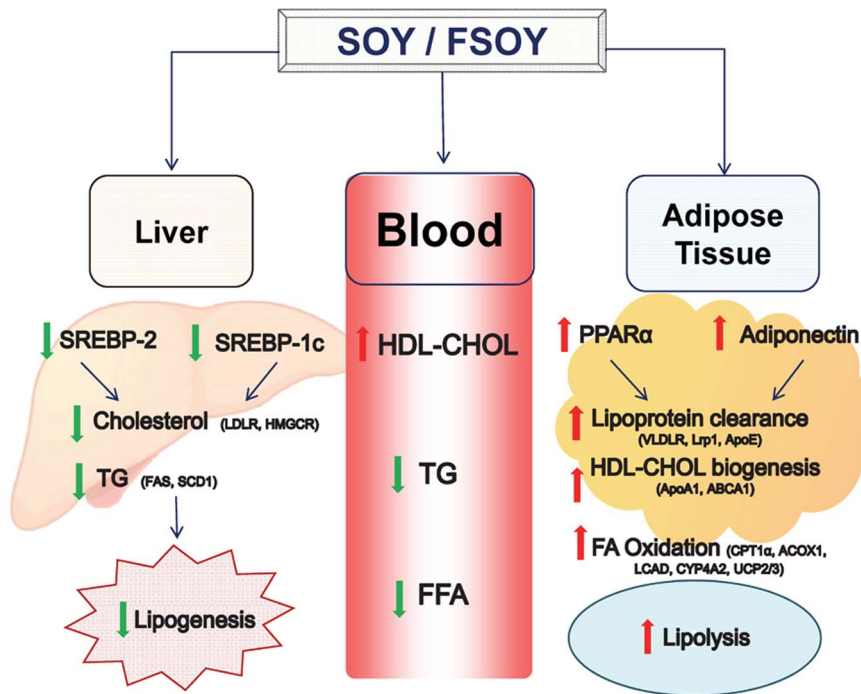 SOY / FSOY
Liver
SREBP-2
SREBP-1c
Cholesterol (LDLR, HMGCR)
TG (FAS, SCD1)
Lipogenesis
Blood
HDL-CHOL
TG
FFA
Adipose
Tissue
PPARα
Adiponectin
Lipoprotein clearance
(VLDLR, Lrp1, ApoE)
HDL-CHOL biogenesis
(ApoA1, ABCA1)
FA Oxidation (CPT1α, ACOX1,
LCAD, CYP4A2, UCP2/3)
Lipolysis